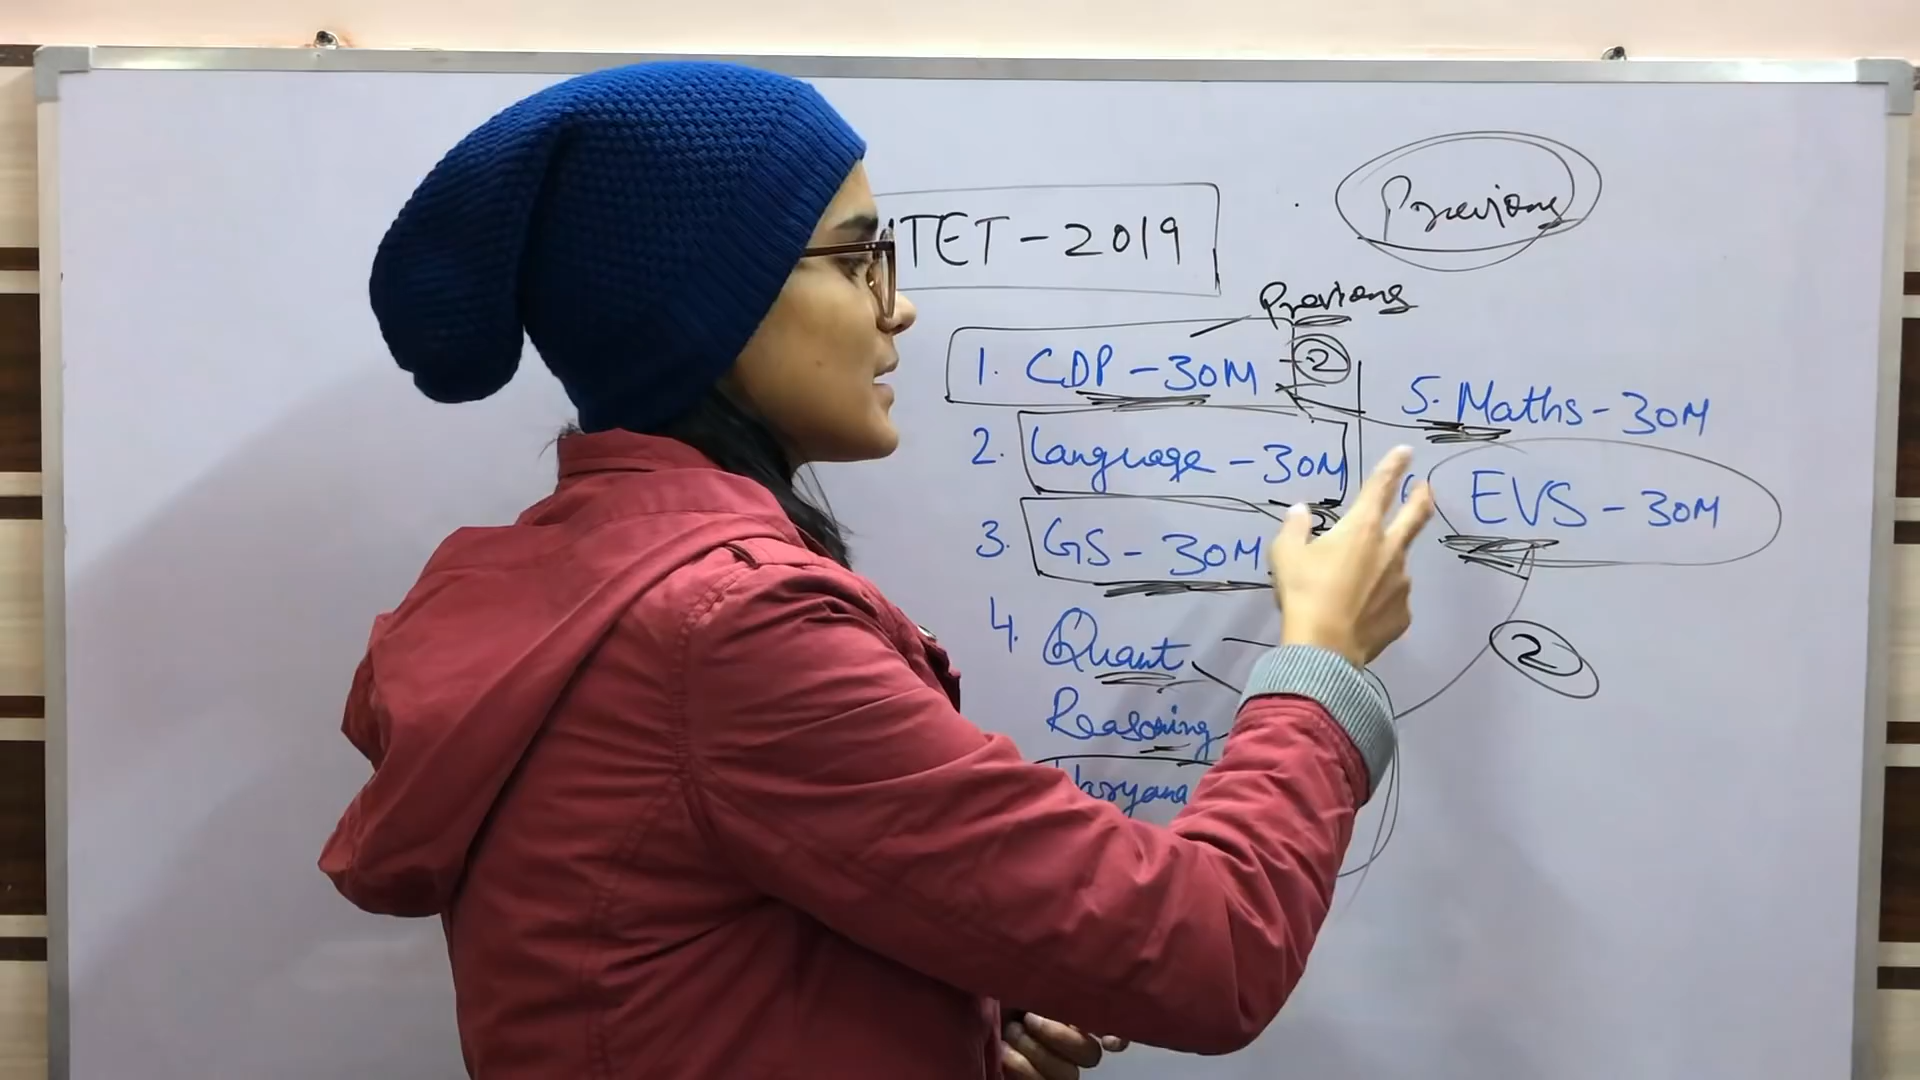 TET-2019
Previous
Previous
1. CDP-30M
2
2. Language-30M
3. GS-30M
4. Quant
Reasoning
Haryana
5. Maths-30M
EVS-30M
2